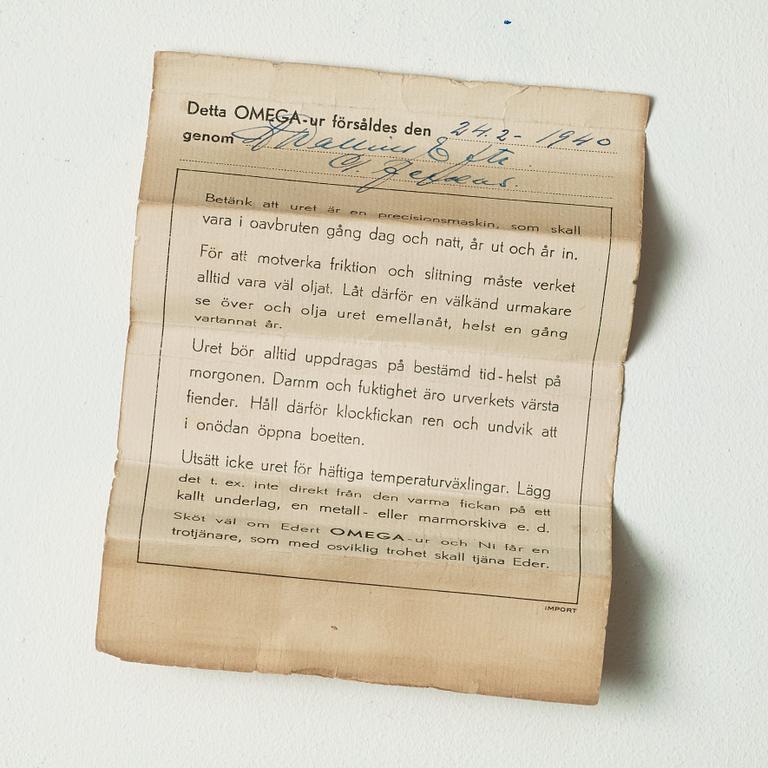 Detta OMEGA-ur försåldes den 24.2- 1940
genom
Betänk att uret är en precisionsmaskin, som skall
vara i oavbruten gång dag och natt, år ut och år in.
För att motverka friktion och slitning måste verket
alltid vara väl oljat. Låt därför en välkänd urmakare
se över och olja uret emellanåt, helst en gång
vartannat år.
Uret bör alltid uppdragas på bestämd tid-helst på
morgonen. Damm och fuktighet äro urverkets värsta
fiender. Håll därför klockfickan ren och undvik att
i onödan öppna boetten.
Utsätt icke uret för häftiga temperaturväxlingar. Lägg
det t. ex. inte direkt från den varma fickan på ett
kallt underlag, en metall- eller marmorskiva e. d.
Sköt väl om Edert OMEGA-ur och Ni får en
trotjänare, som med osviklig trohet skall tjäna Eder.
IMPORT